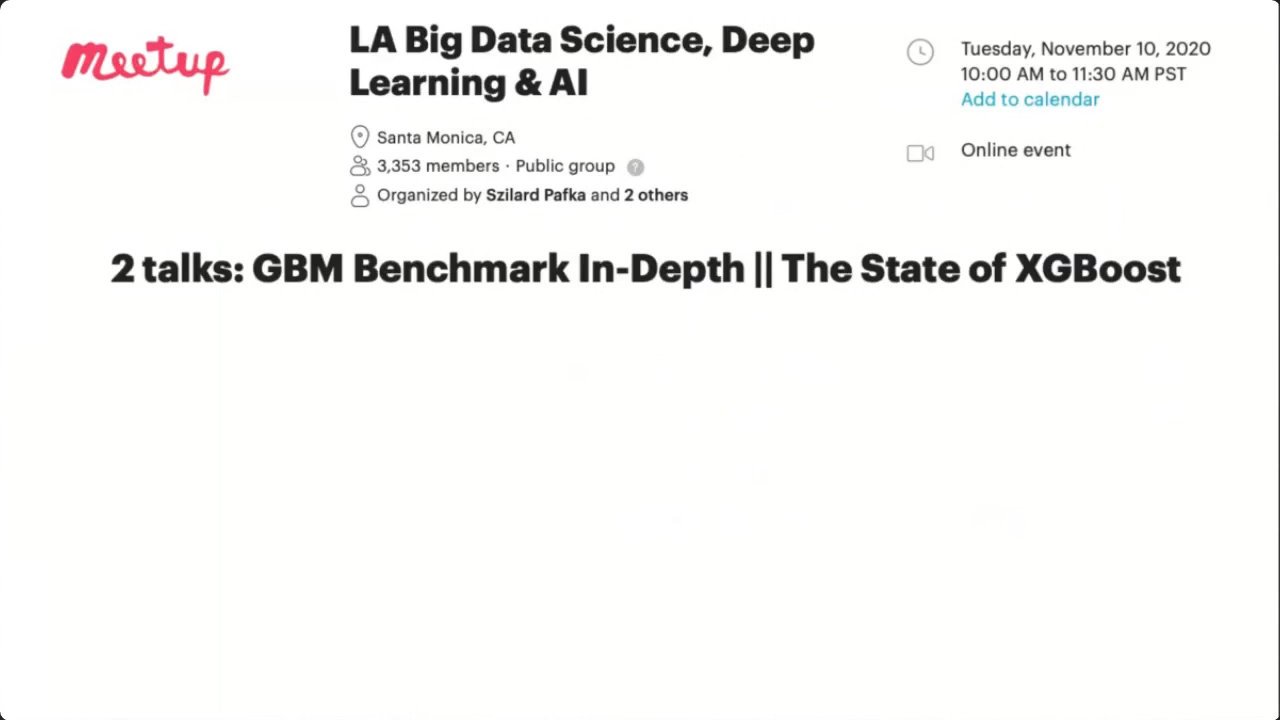 meetup
LA Big Data Science, Deep
Learning & AI
Santa Monica, CA
3,353 members · Public group ?
Organized by Szilard Pafka and 2 others
Tuesday, November 10, 2020
10:00 AM to 11:30 AM PST
Add to calendar
Online event
2 talks: GBM Benchmark In-Depth || The State of XGBoost